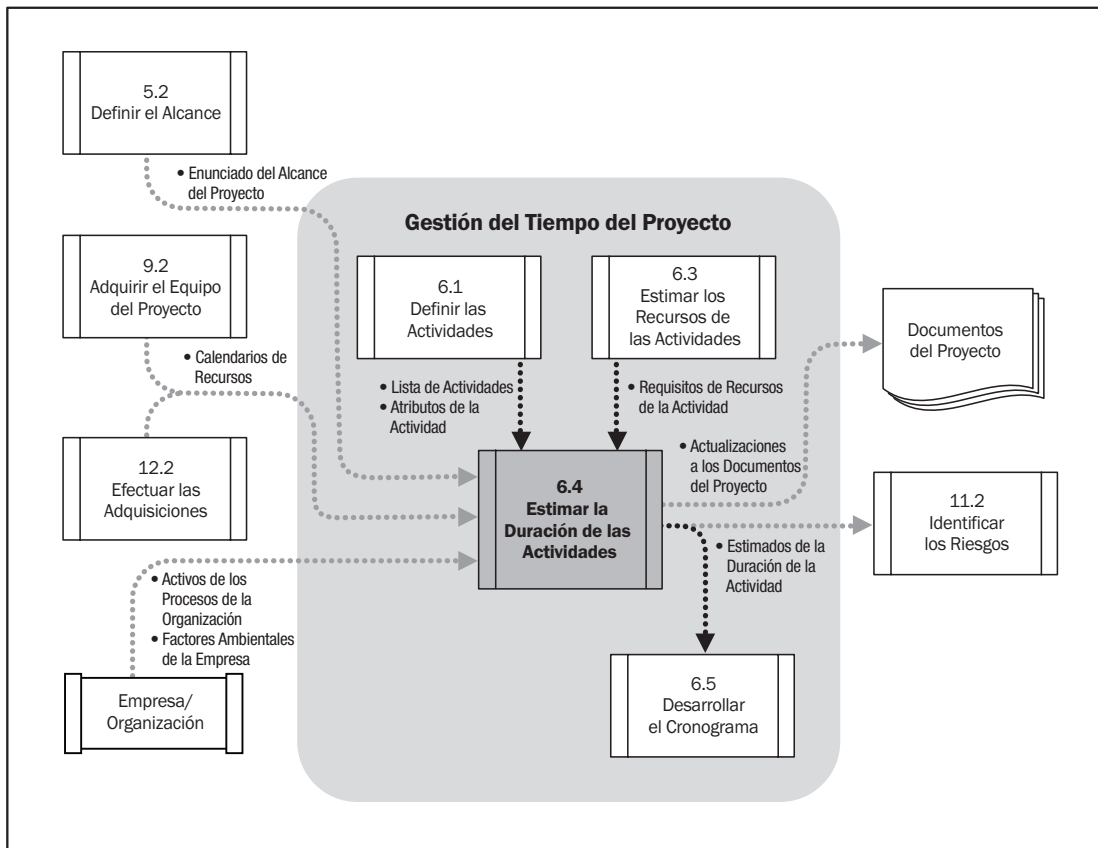 5.2
Definir el Alcance
• Enunciado del Alcance
del Proyecto
Gestión del Tiempo del Proyecto
9.2
Adquirir el Equipo
del Proyecto
6.1
Definir las
Actividades
6.3
Estimar los
Recursos de
las Actividades
Documentos
del Proyecto
• Calendarios de
Recursos
• Lista de Actividades
• Atributos de la
Actividad
• Requisitos de Recursos
de la Actividad
12.2
Efectuar las
Adquisiciones
6.4
Estimar la
Duración de las
Actividades
• Actualizaciones
a los Documentos
del Proyecto
11.2
Identificar
los Riesgos
• Estimados de la
Duración de la
Actividad
• Activos de los
Procesos de la
Organización
• Factores Ambientales
de la Empresa
Empresa/
Organización
6.5
Desarrollar
el Cronograma